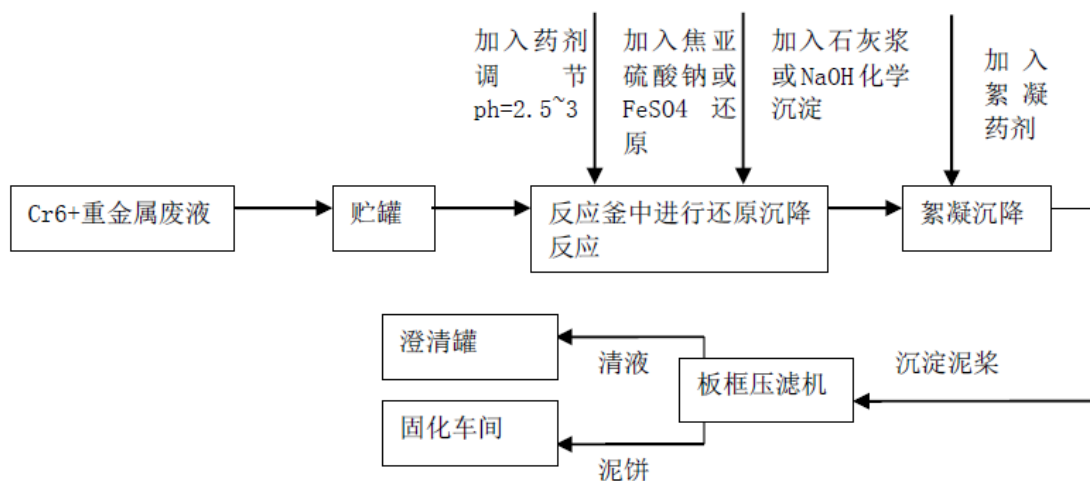 加入药剂
调节
ph=2.5~3
加入焦亚
硫酸钠或
FeSO4 还
原
加入石灰浆
或NaOH化学
沉淀
加入
絮凝
药剂
Cr6+重金属废液
贮罐
反应釜中进行还原沉降
反应
絮凝沉降
澄清罐
清液
板框压滤机
沉淀泥浆
固化车间
泥饼